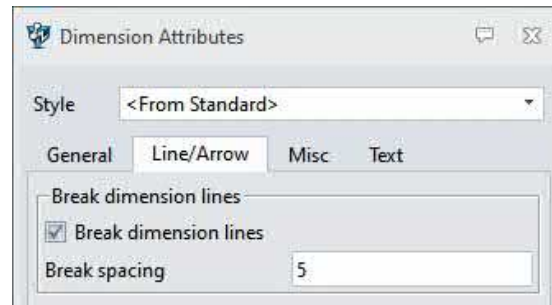 Dimension Attributes
Style <From Standard>
General Line/Arrow Misc Text
Break dimension lines
Break dimension lines
Break spacing 5